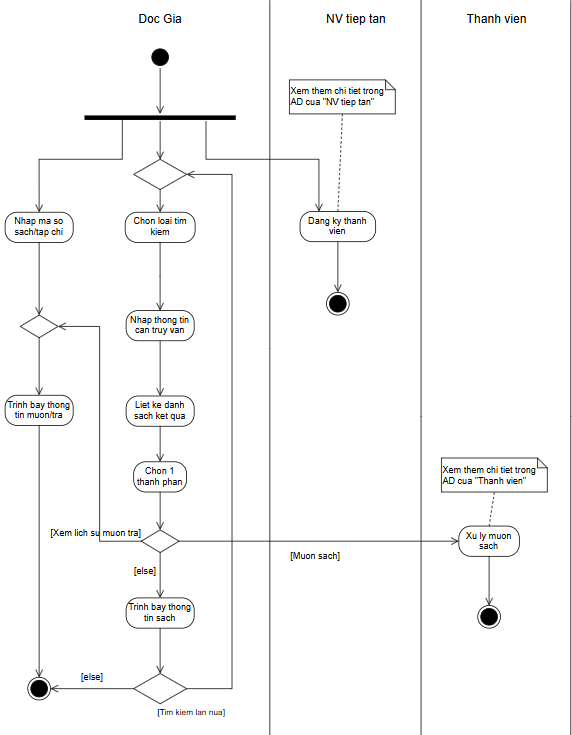 Doc Gia
NV tiep tan
Thanh vien
Xem them chi tiet trong
AD cua "NV tiep tan"
Nhap ma so
sach/tap chi
Chon loai tim
kiem
Dang ky thanh
vien
Nhap thong tin
can truy van
Trinh bay thong
tin muon/tra
Liet ke danh
sach ket qua
Chon 1
thanh phan
Xem them chi tiet trong
AD cua "Thanh vien"
[Xem lich su muon tra]
Xu ly muon
sach
[Muon sach]
[else]
Trinh bay thong
tin sach
[else]
[Tim kiem lan nua]